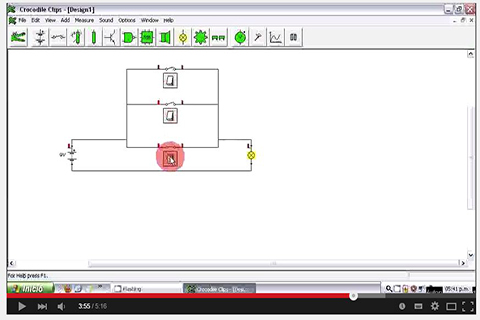 Crocodile Clips - [Design1]
File Edit View Add Measure Sound Options Window Help
9V
For Help press F1.
Inicio
Flashing
Crocodile Clips - [Desi...
05:41 p.m.
3:55 / 5:16